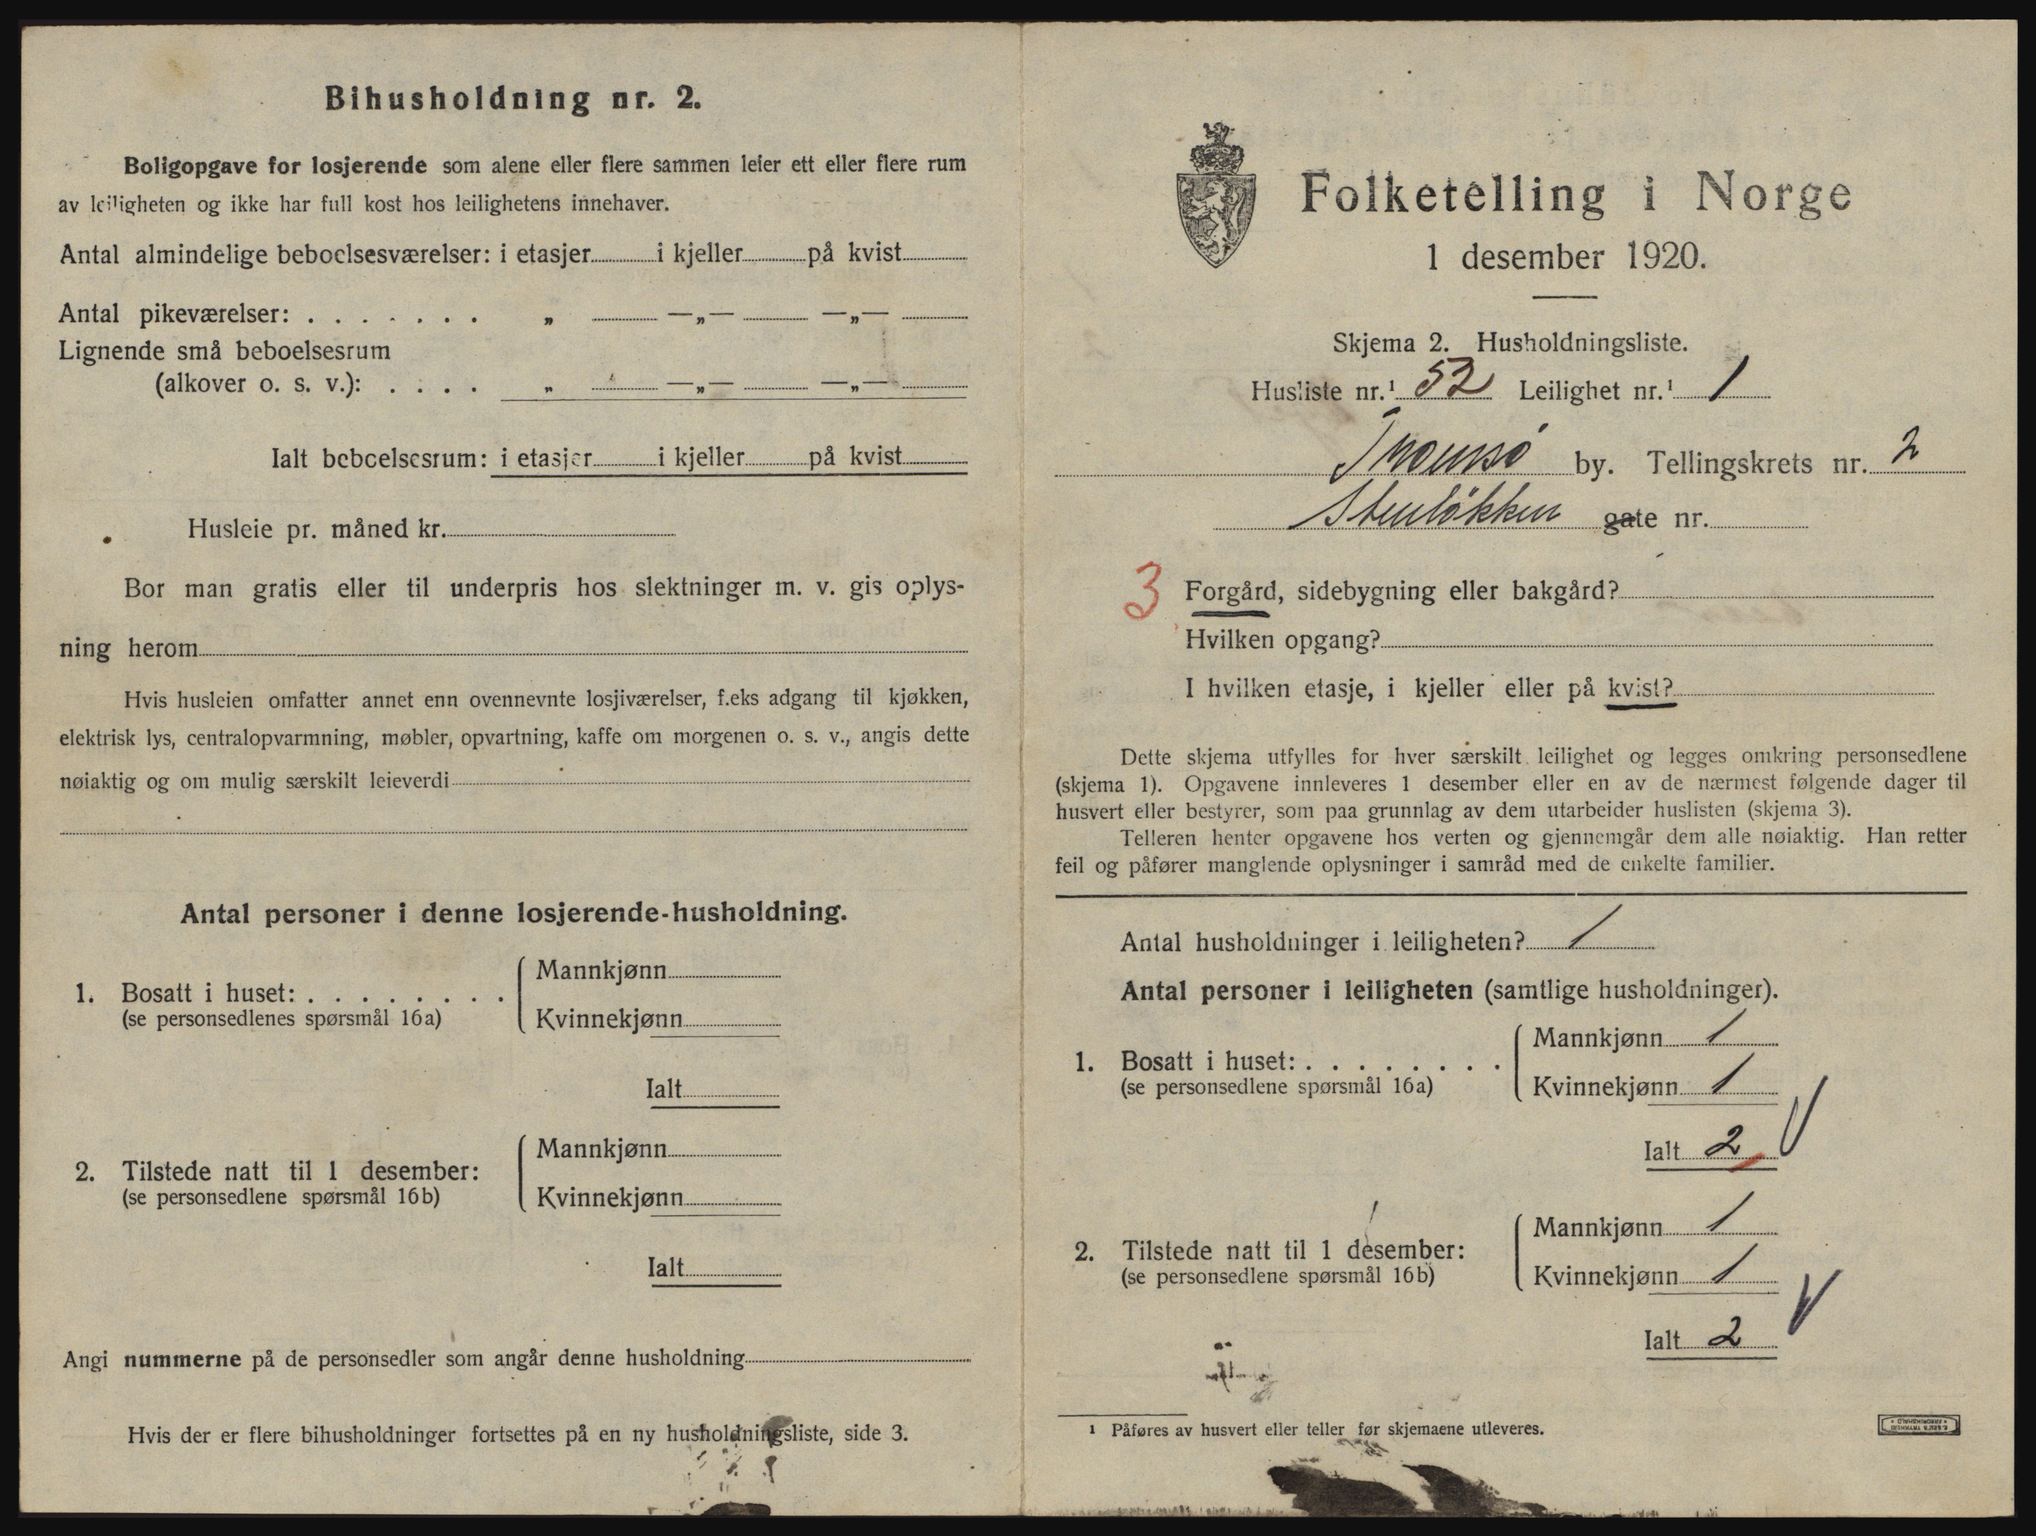 Bihusholdning nr. 2.
Boligopgave for losjerende som alene eller flere sammen leier ett eller flere rum
av leiligheten og ikke har full kost hos leilighetens innehaver.
Antal almindelige beboelsesværelser: i etasjer i kjeller på kvist
Antal pikeværelser: . . . . . . . „ —„— —„—
Lignende små beboelsesrum
(alkover o. s. v.): . . . . „ —„— —„—
Ialt beboelsesrum: i etasjer i kjeller på kvist
Husleie pr. måned kr.
Bor man gratis eller til underpris hos slektninger m. v. gis oplys-
ning herom
Hvis husleien omfatter annet enn ovennevnte losjiværelser, f.eks adgang til kjøkken,
elektrisk lys, centralopvarmning, møbler, opvartning, kaffe om morgenen o. s. v., angis dette
nøiaktig og om mulig særskilt leieverdi
Antal personer i denne losjerende-husholdning.
1. Bosatt i huset: . . . . . . . . Mannkjønn
(se personsedlenes spørsmål 16a) Kvinnekjønn
Ialt
2. Tilstede natt til 1 desember: Mannkjønn
(se personsedlene spørsmål 16b) Kvinnekjønn
Ialt
Angi nummerne på de personsedler som angår denne husholdning
Hvis der er flere bihusholdninger fortsettes på en ny husholdningsliste, side 3.
Folketelling i Norge
1 desember 1920.
Skjema 2. Husholdningsliste.
Husliste nr.¹ 52 Leilighet nr.¹ 1
Tromsø by. Tellingskrets nr. 2
Stenløkken gate nr.
3 Forgård, sidebygning eller bakgård?
Hvilken opgang?
I hvilken etasje, i kjeller eller på kvist?
Dette skjema utfylles for hver særskilt leilighet og legges omkring personsedlene
(skjema 1). Opgavene innleveres 1 desember eller en av de nærmest følgende dager til
husvert eller bestyrer, som paa grunnlag av dem utarbeider huslisten (skjema 3).
Telleren henter opgavene hos verten og gjennemgår dem alle nøiaktig. Han retter
feil og påfører manglende oplysninger i samråd med de enkelte familier.
Antal husholdninger i leiligheten? 1
Antal personer i leiligheten (samtlige husholdninger).
1. Bosatt i huset: . . . . . . . . Mannkjønn 1
(se personsedlene spørsmål 16a) Kvinnekjønn 1
Ialt 2
2. Tilstede natt til 1 desember: Mannkjønn 1
(se personsedlene spørsmål 16b) Kvinnekjønn 1
Ialt 2
¹ Påføres av husvert eller teller før skjemaene utleveres.